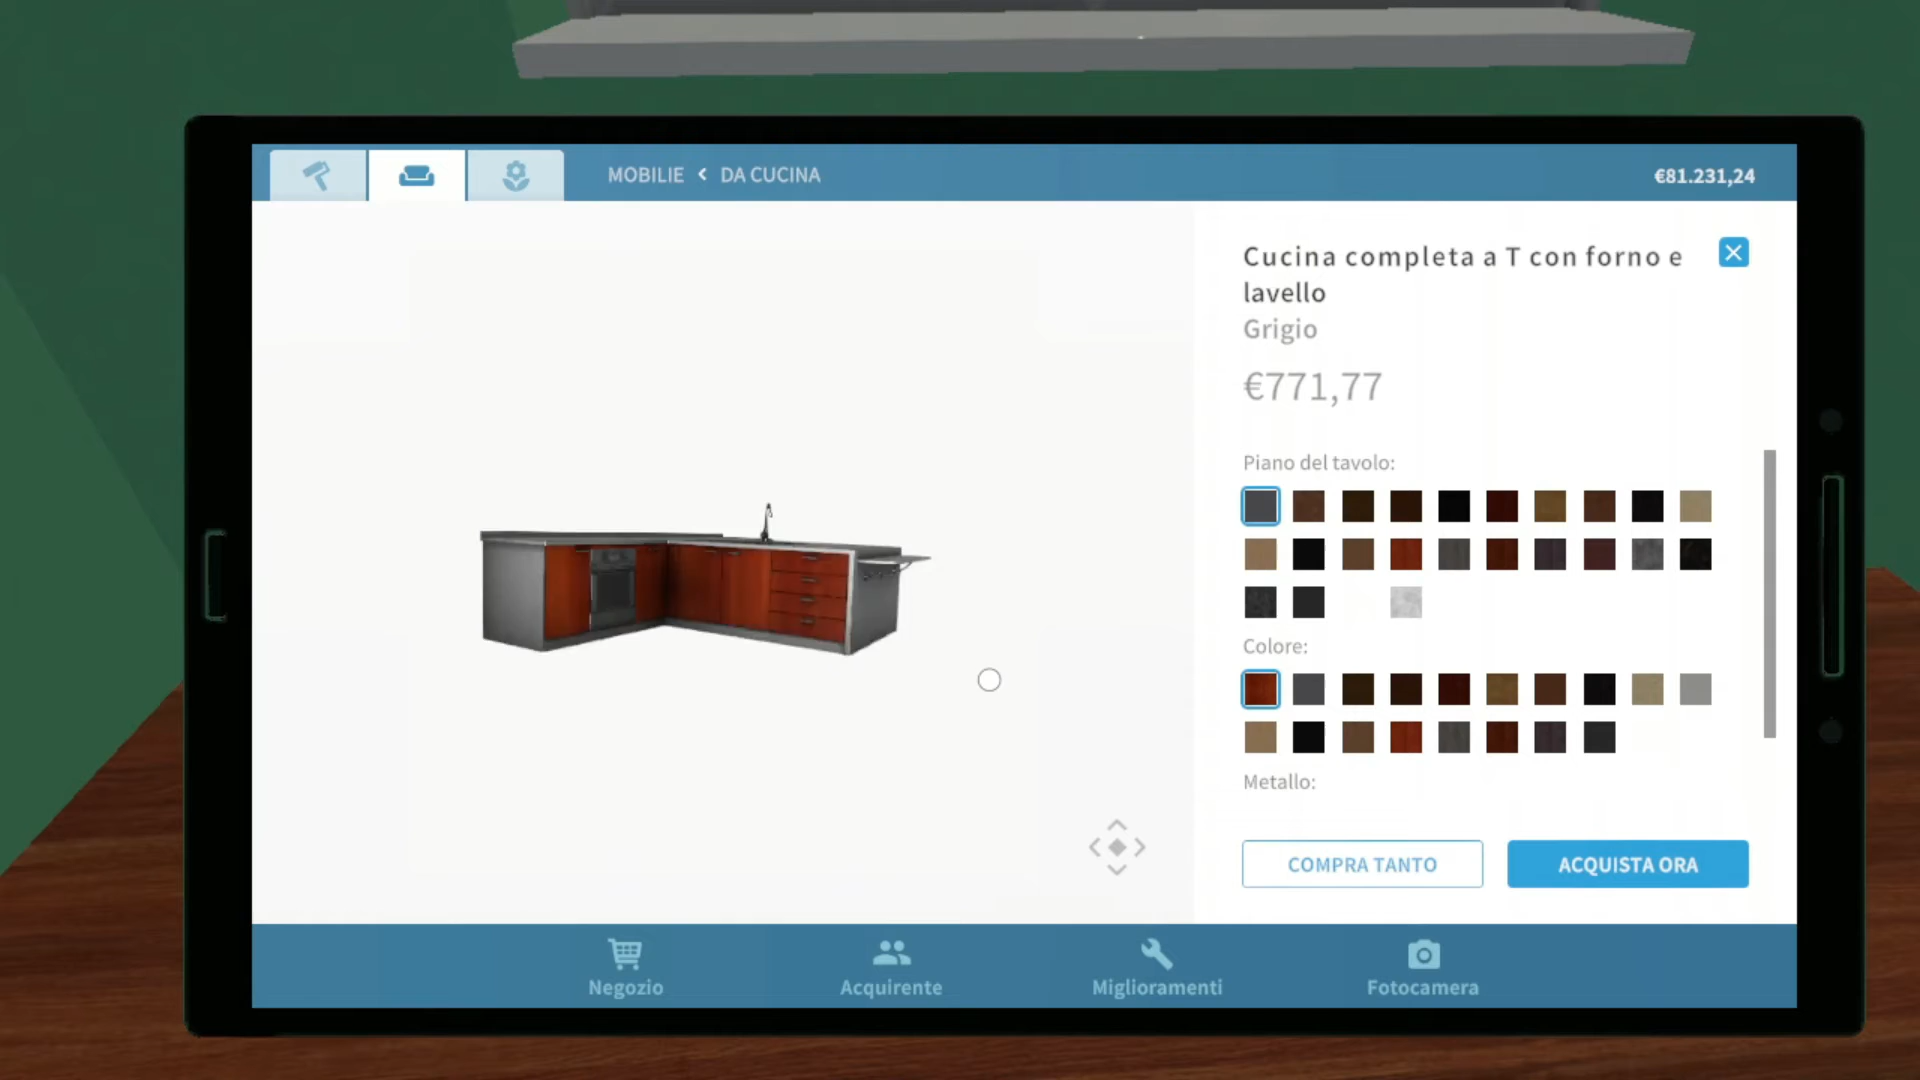 MOBILIE < DA CUCINA
€81.231,24
Cucina completa a T con forno e
lavello
Grigio
€771,77
Piano del tavolo:
Colore:
Metallo:
COMPRA TANTO
ACQUISTA ORA
Negozio
Acquirente
Miglioramenti
Fotocamera